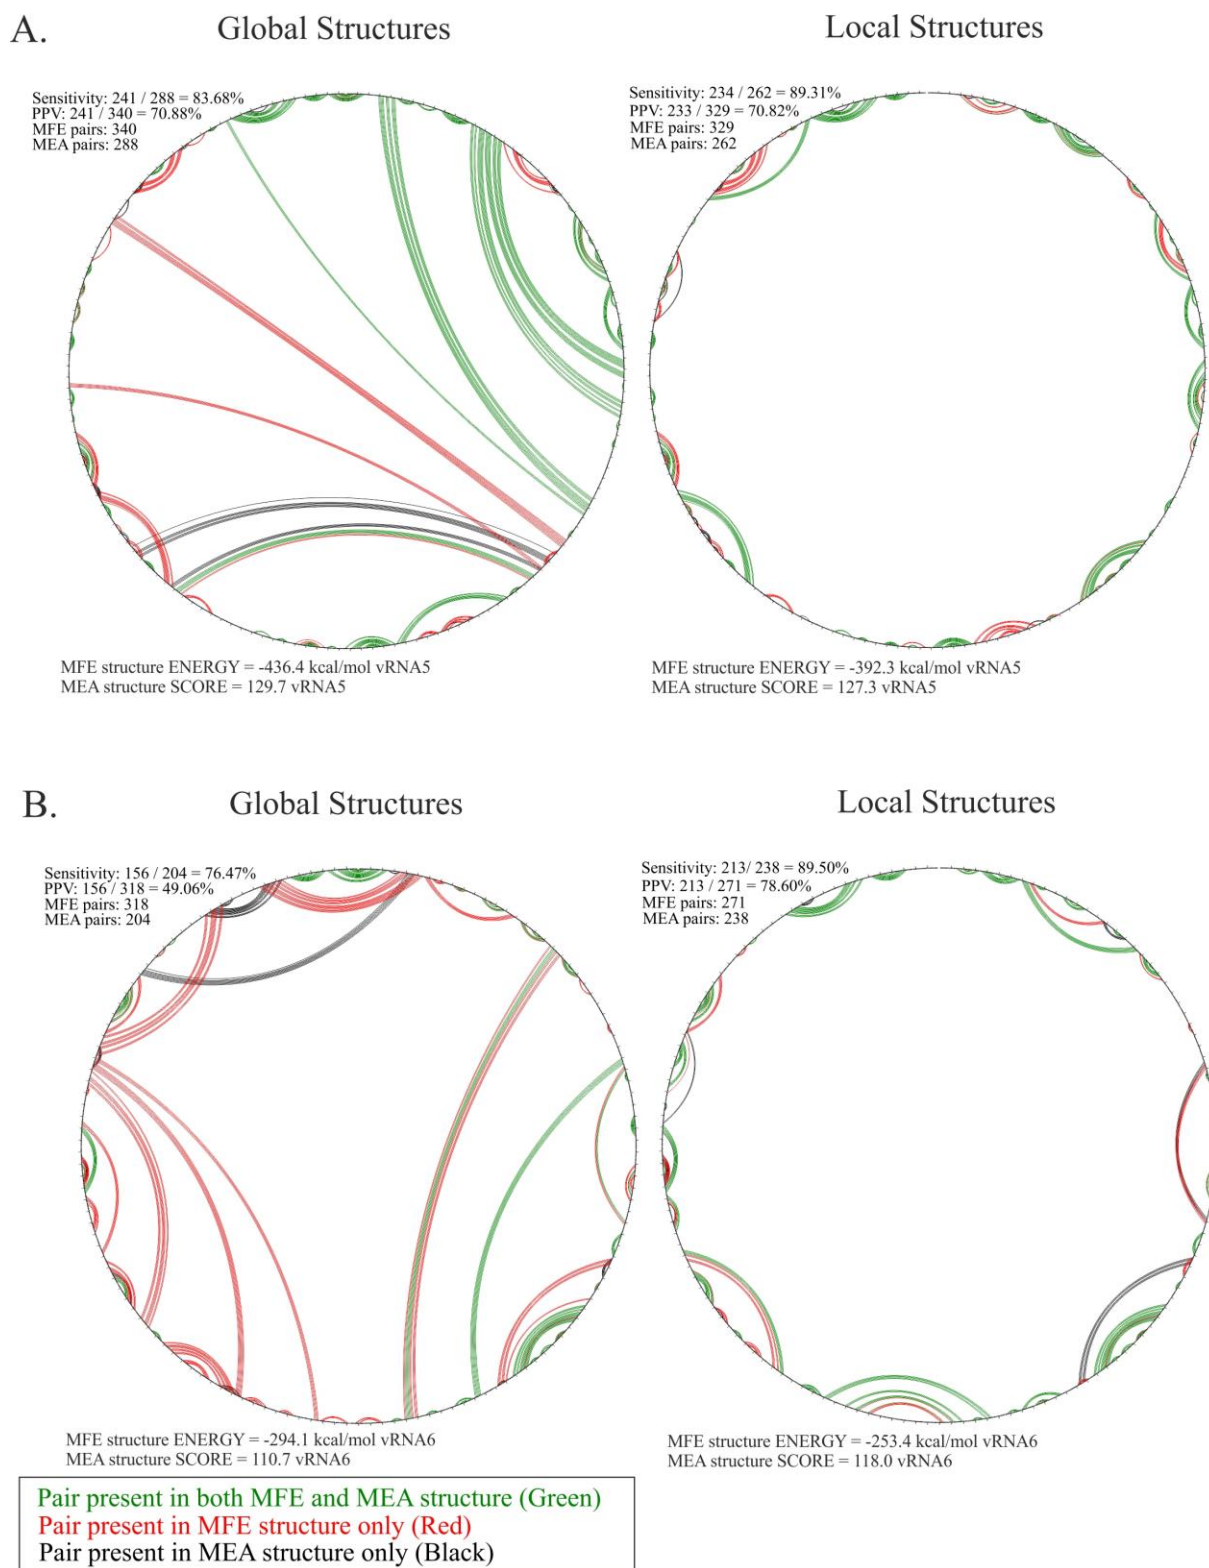 A.
Global Structures
Local Structures
Sensitivity: 241 / 288 = 83.68%
PPV: 241 / 340 = 70.88%
MFE pairs: 340
MEA pairs: 288
Sensitivity: 234 / 262 = 89.31%
PPV: 233 / 329 = 70.82%
MFE pairs: 329
MEA pairs: 262
MFE structure ENERGY = -436.4 kcal/mol vRNA5
MEA structure SCORE = 129.7 vRNA5
MFE structure ENERGY = -392.3 kcal/mol vRNA5
MEA structure SCORE = 127.3 vRNA5
B.
Global Structures
Local Structures
Sensitivity: 156 / 204 = 76.47%
PPV: 156 / 318 = 49.06%
MFE pairs: 318
MEA pairs: 204
Sensitivity: 213/ 238 = 89.50%
PPV: 213 / 271 = 78.60%
MFE pairs: 271
MEA pairs: 238
MFE structure ENERGY = -294.1 kcal/mol vRNA6
MEA structure SCORE = 110.7 vRNA6
MFE structure ENERGY = -253.4 kcal/mol vRNA6
MEA structure SCORE = 118.0 vRNA6
Pair present in both MFE and MEA structure (Green)
Pair present in MFE structure only (Red)
Pair present in MEA structure only (Black)